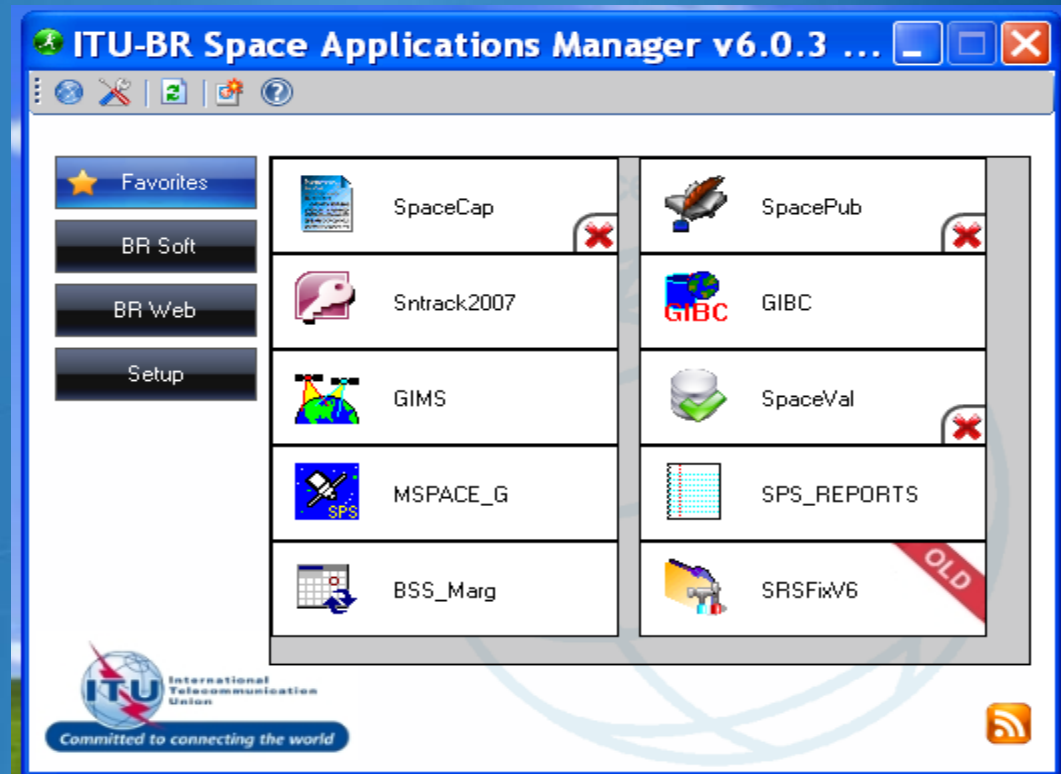 ITU-BR Space Applications Manager v6.0.3 ...
Favorites
BR Soft
BR Web
Setup
SpaceCap
SpacePub
Sntrack2007
GIBC
GIBC
GIMS
SpaceVal
SPS
MSPACE_G
SPS_REPORTS
BSS_Marg
SRSFixV6
OLD
ITU
International
Telecommunication
Union
Committed to connecting the world